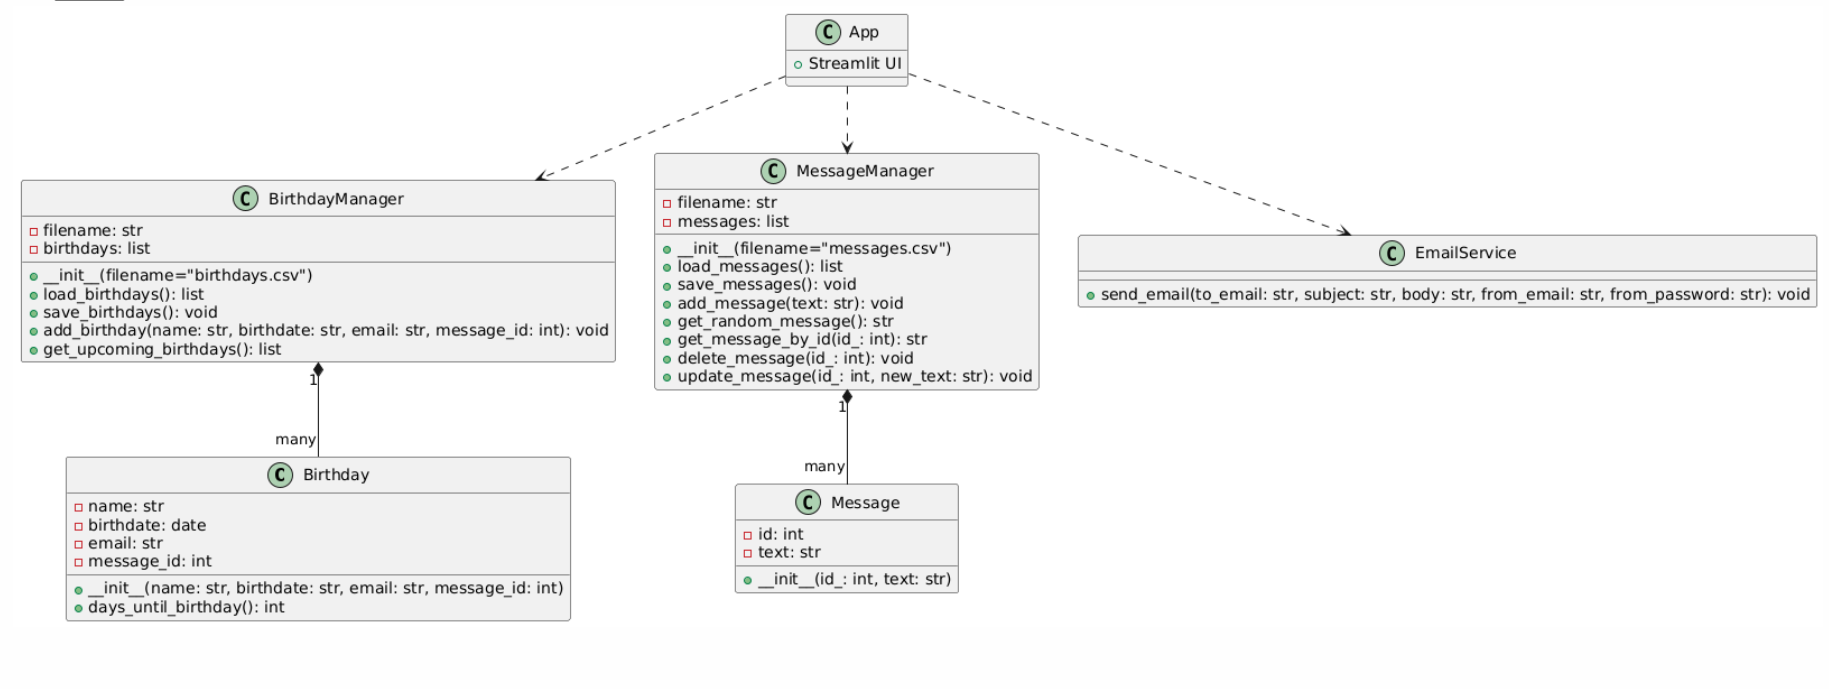 C App
Streamlit UI
C BirthdayManager
filename: str
birthdays: list
__init__(filename="birthdays.csv")
load_birthdays(): list
save_birthdays(): void
add_birthday(name: str, birthdate: str, email: str, message_id: int): void
get_upcoming_birthdays(): list
C MessageManager
filename: str
messages: list
__init__(filename="messages.csv")
load_messages(): list
save_messages(): void
add_message(text: str): void
get_random_message(): str
get_message_by_id(id_: int): str
delete_message(id_: int): void
update_message(id_: int, new_text: str): void
C EmailService
send_email(to_email: str, subject: str, body: str, from_email: str, from_password: str): void
1
many
1
many
C Birthday
name: str
birthdate: date
email: str
message_id: int
__init__(name: str, birthdate: str, email: str, message_id: int)
days_until_birthday(): int
C Message
id: int
text: str
__init__(id_: int, text: str)